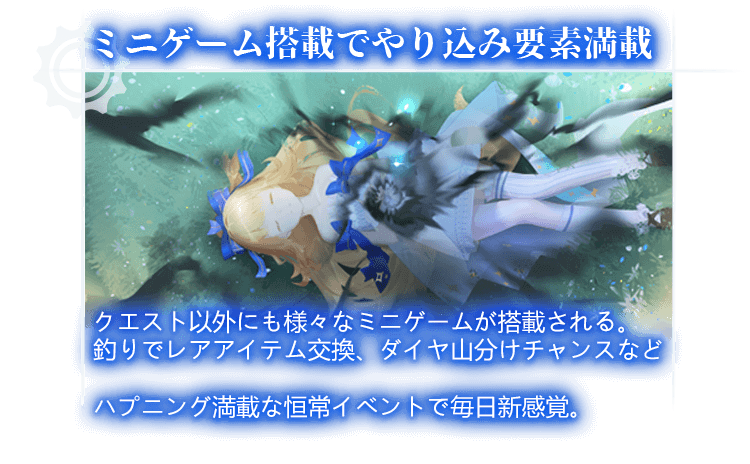 ミニゲーム搭載でやり込み要素満載
クエスト以外にも様々なミニゲームが搭載される。
釣りでレアアイテム交換、ダイヤ山分けチャンスなど
ハプニング満載な恒常イベントで毎日新感覚。